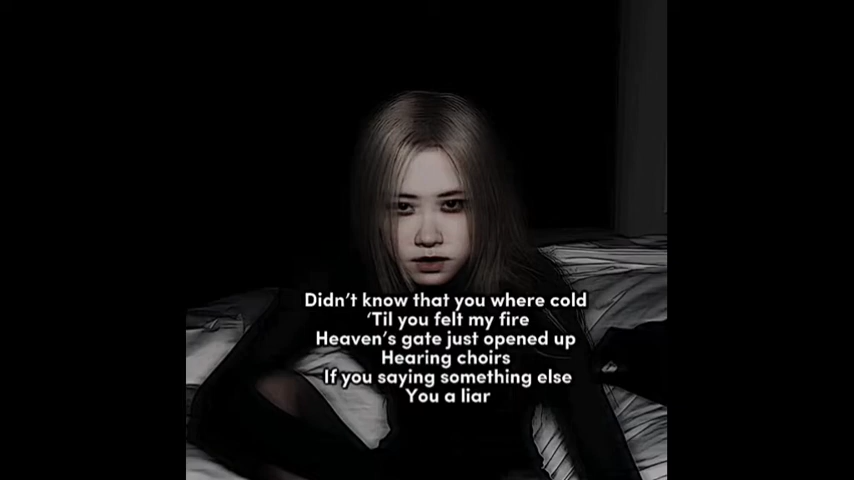 Didn't know that you where cold
'Til you felt my fire
Heaven's gate just opened up
Hearing choirs
If you saying something else
You a liar